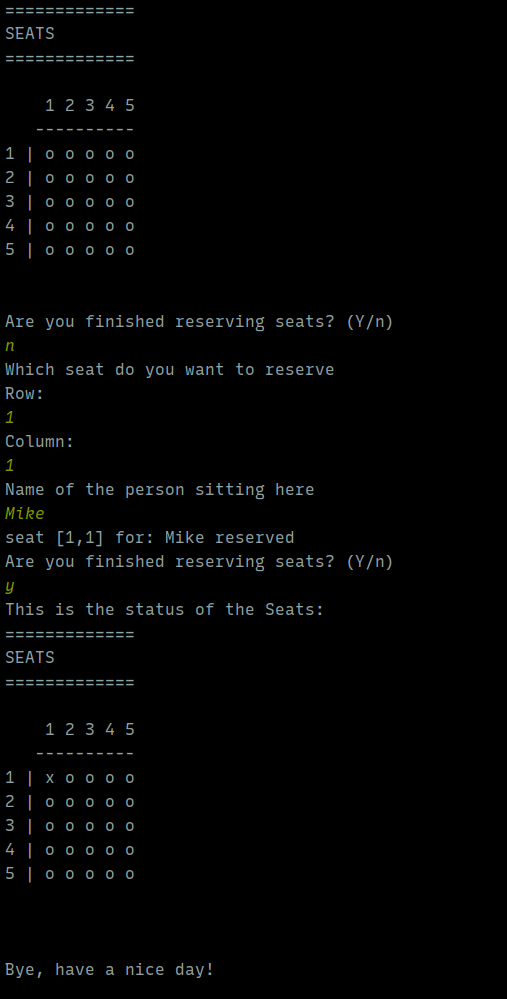 =============
SEATS
=============
    1 2 3 4 5
   ----------
1 | o o o o o
2 | o o o o o
3 | o o o o o
4 | o o o o o
5 | o o o o o
Are you finished reserving seats? (Y/n)
n
Which seat do you want to reserve
Row:
1
Column:
1
Name of the person sitting here
Mike
seat [1,1] for: Mike reserved
Are you finished reserving seats? (Y/n)
y
This is the status of the Seats:
=============
SEATS
=============
    1 2 3 4 5
   ----------
1 | x o o o o
2 | o o o o o
3 | o o o o o
4 | o o o o o
5 | o o o o o
Bye, have a nice day!